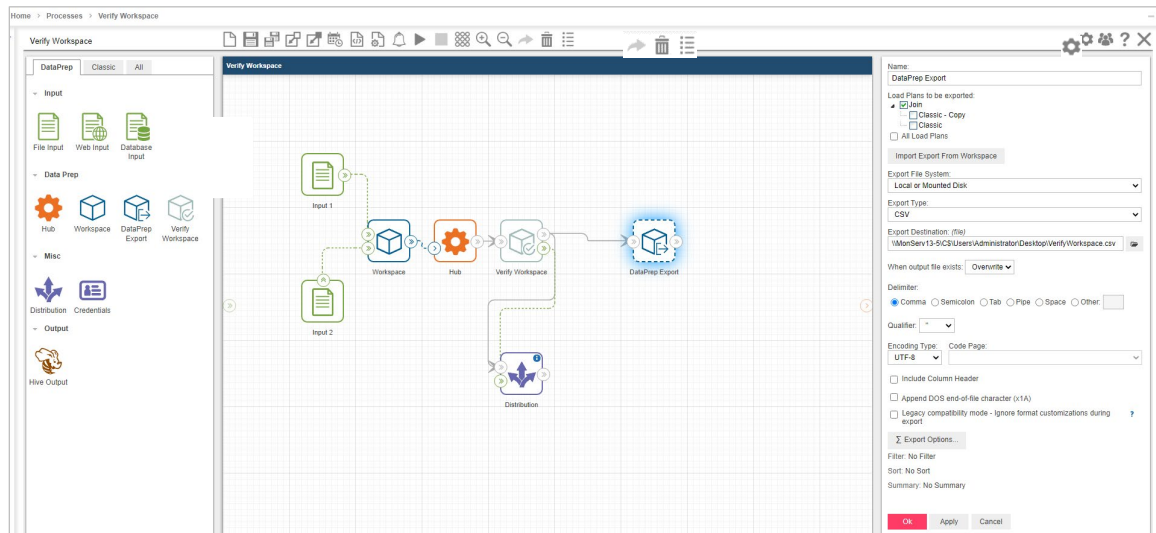 Home > Processes > Verify Workspace
Verify Workspace
DataPrep Classic All
Input
File Input Web Input Database
Input
Data Prep
Hub Workspace DataPrep
Export Verify
Workspace
Misc
Distribution Credentials
Output
Hive Output
Verify Workspace
Input 1
Workspace Hub Verify Workspace DataPrep Export
Input 2
Distribution
Name:
DataPrep Export
Load Plans to be exported:
Join
Classic - Copy
Classic
All Load Plans
Import Export From Workspace
Export File System:
Local or Mounted Disk
Export Type:
CSV
Export Destination: (file)
\\MonServ13-5\C$\Users\Administrator\Desktop\VerifyWorkspace.csv
When output file exists: Overwrite
Delimiter:
Comma Semicolon Tab Pipe Space Other:
Qualifier: "
Encoding Type: Code Page:
UTF-8
Include Column Header
Append DOS end-of-file character (x1A)
Legacy compatibility mode - Ignore format customizations during ?
export
Σ Export Options...
Filter: No Filter
Sort: No Sort
Summary: No Summary
Ok Apply Cancel